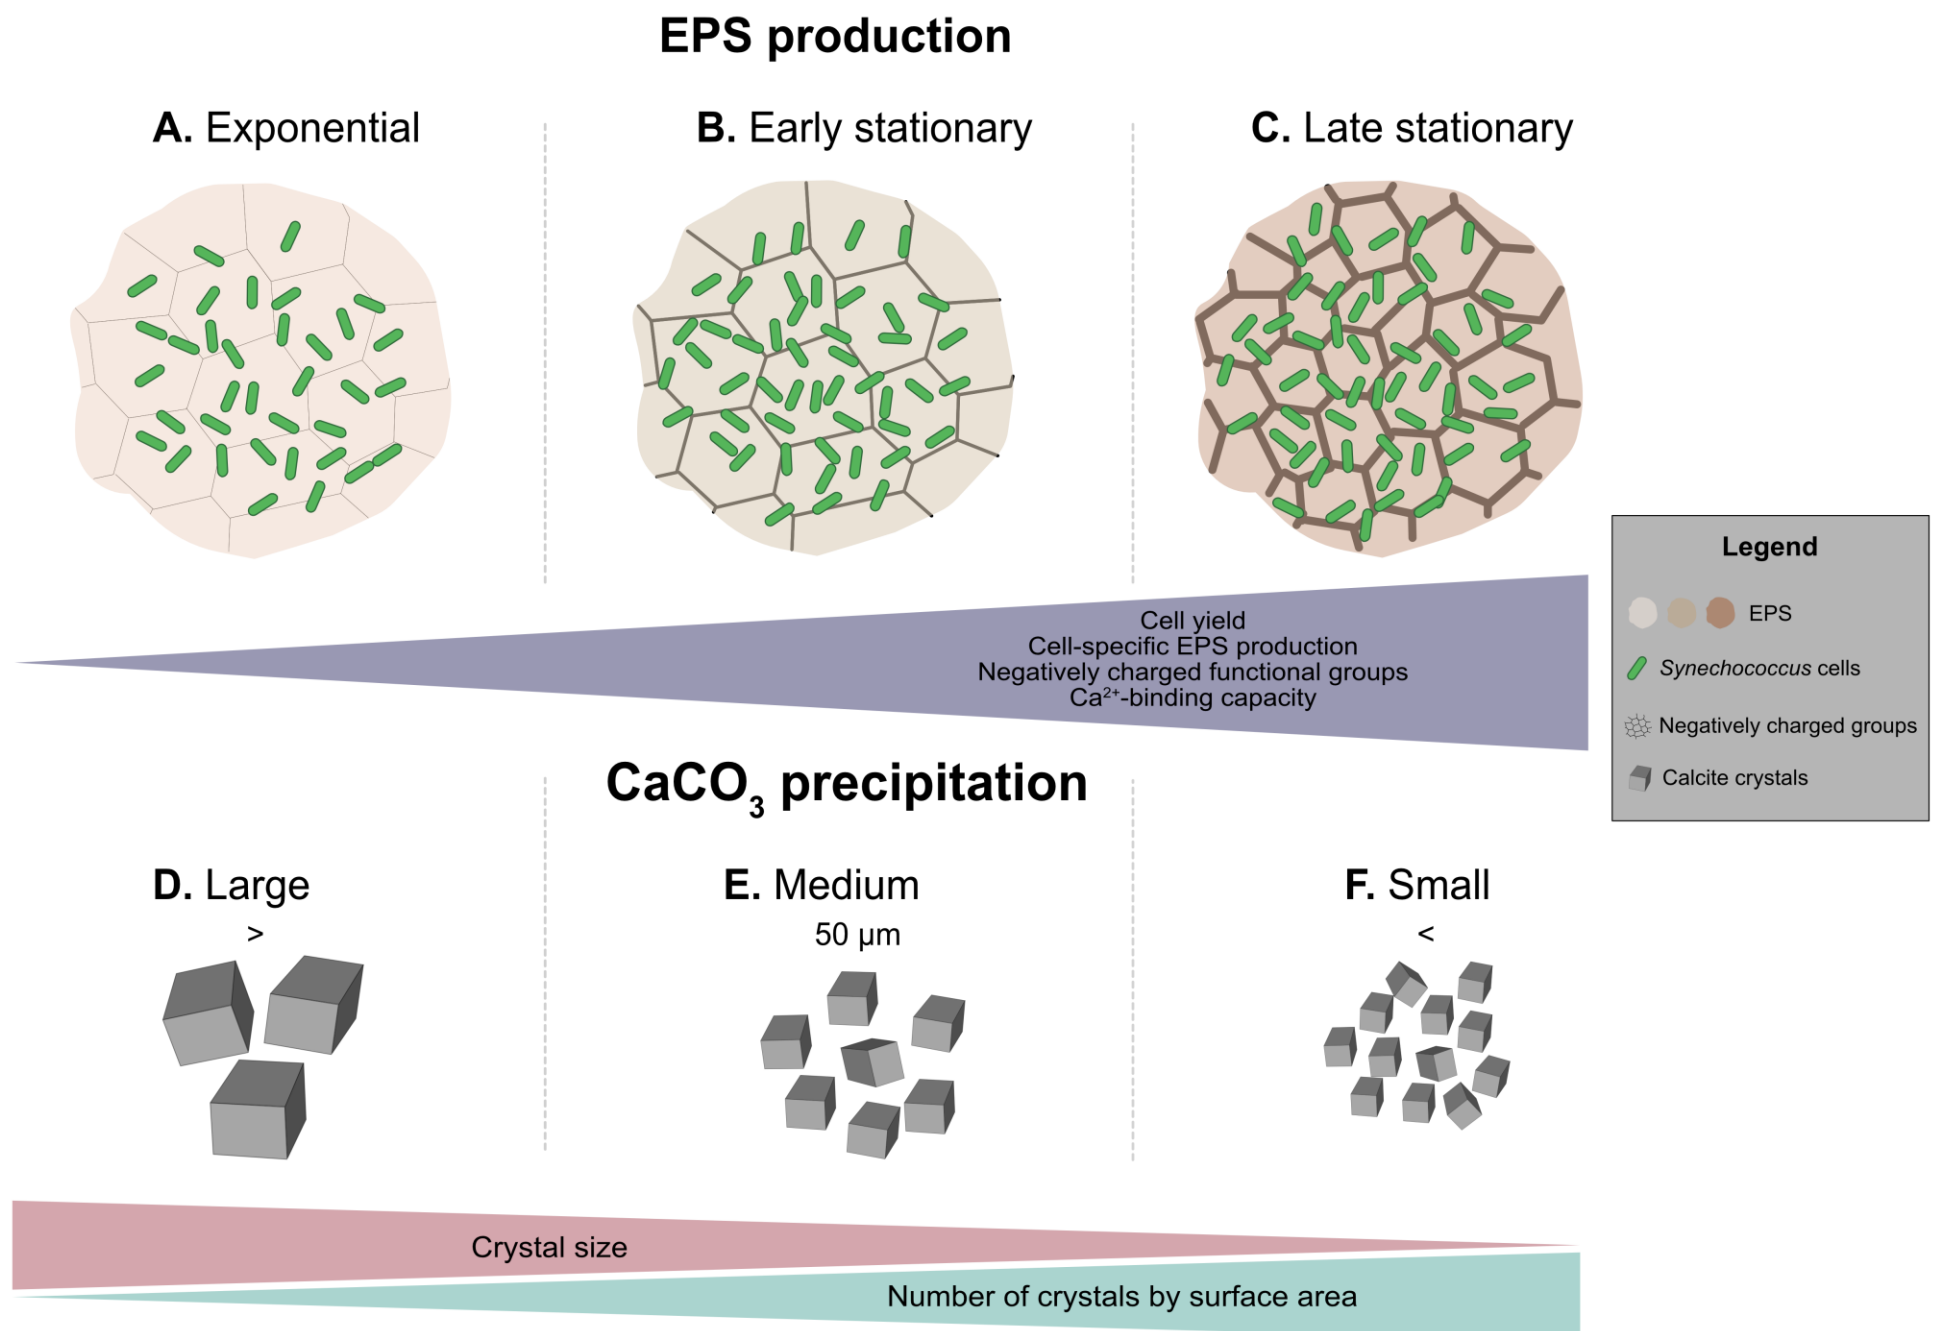 EPS production
A. Exponential
B. Early stationary
C. Late stationary
Cell yield
Cell-specific EPS production
Negatively charged functional groups
Ca²⁺-binding capacity
Legend
EPS
Synechococcus cells
Negatively charged groups
Calcite crystals
CaCO₃ precipitation
D. Large
>
E. Medium
50 µm
F. Small
<
Crystal size
Number of crystals by surface area